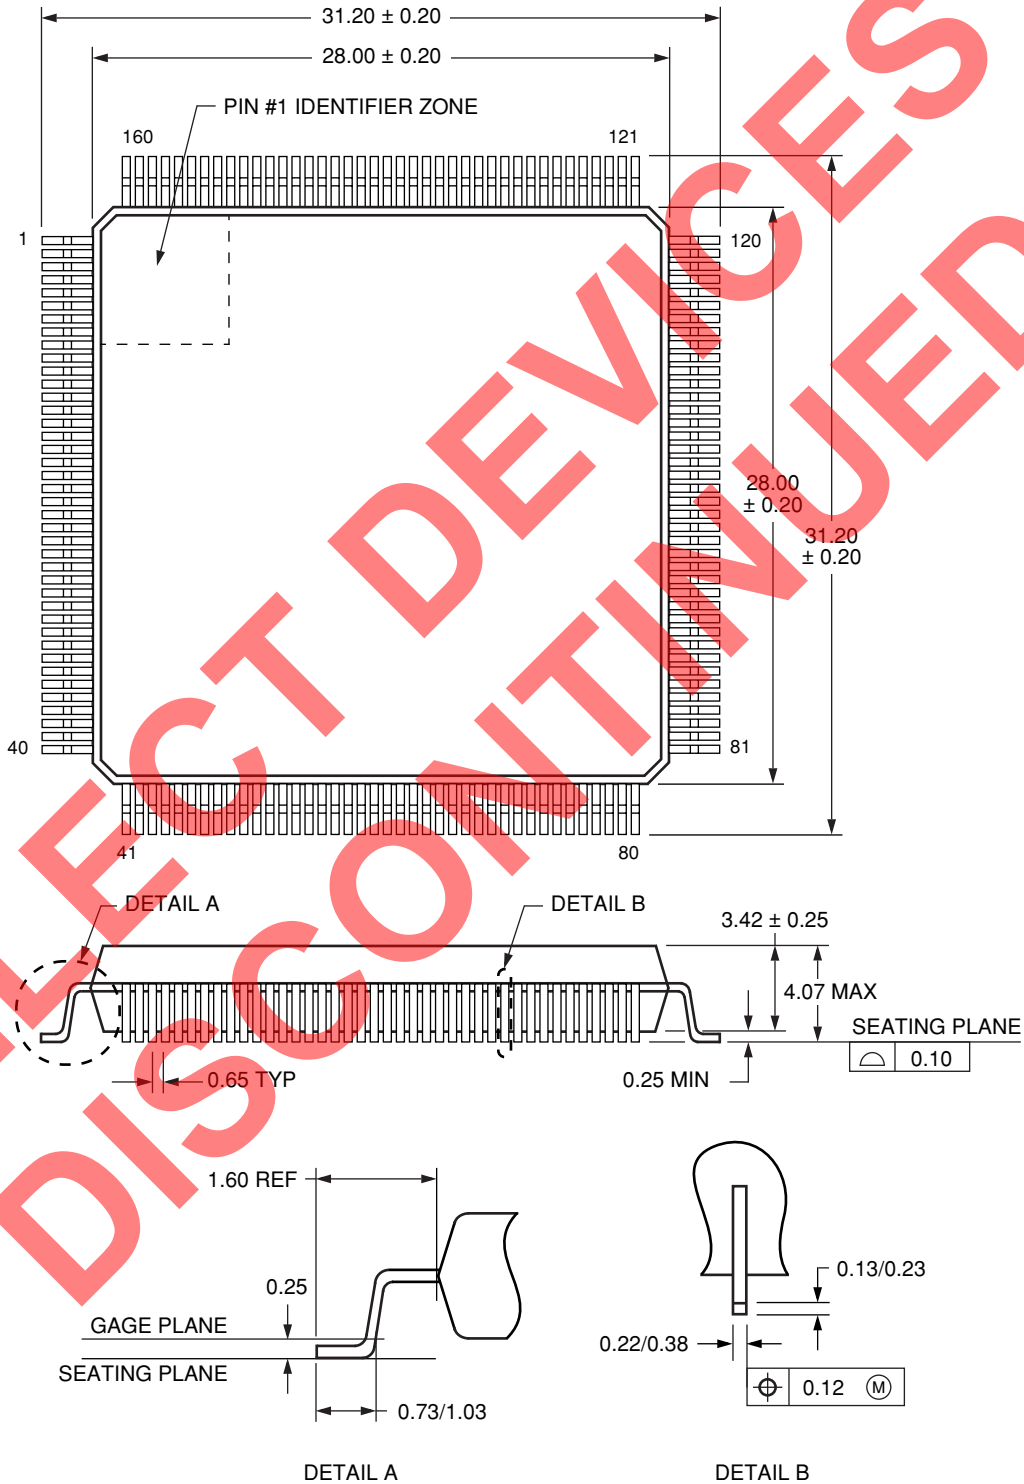 31.20 ± 0.20
28.00 ± 0.20
PIN #1 IDENTIFIER ZONE
160
121
1
120
28.00
± 0.20
31.20
± 0.20
40
81
41
80
DETAIL A
DETAIL B
3.42 ± 0.25
4.07 MAX
SEATING PLANE
0.10
0.65 TYP
0.25 MIN
1.60 REF
0.25
GAGE PLANE
SEATING PLANE
0.73/1.03
DETAIL A
0.13/0.23
0.22/0.38
0.12 Ⓜ
DETAIL B
LECT DEVICES
DISCONTINUED